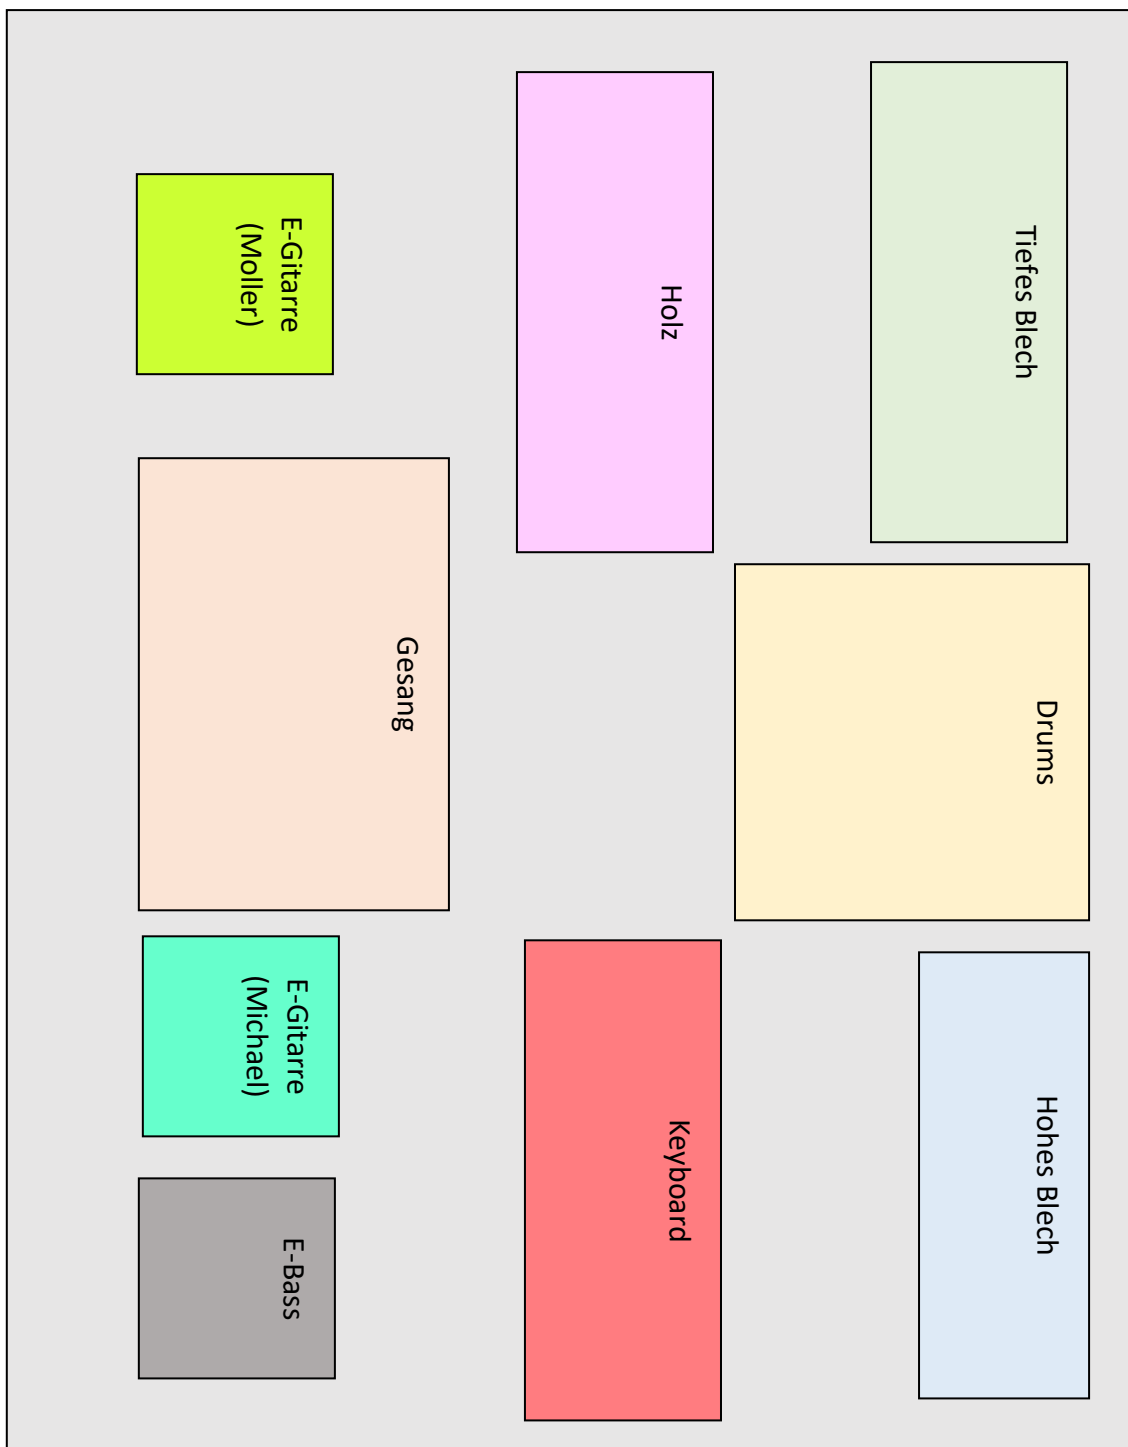 Tiefes Blech
Drums
Hohes Blech
Holz
Keyboard
Gesang
E-Gitarre
(Moller)
E-Gitarre
(Michael)
E-Bass